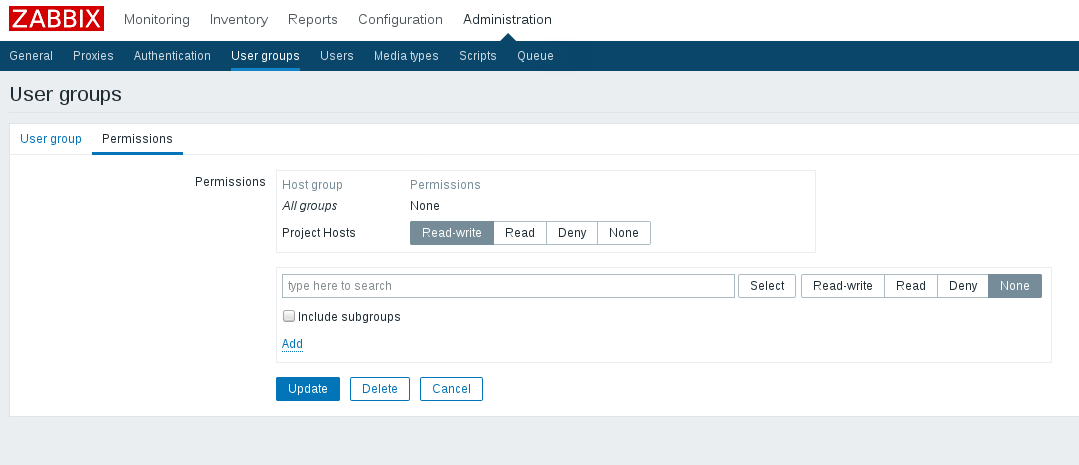 ZABBIX Monitoring Inventory Reports Configuration Administration
General Proxies Authentication User groups Users Media types Scripts Queue
User groups
User group Permissions
Permissions Host group Permissions
All groups None
Project Hosts Read-write Read Deny None
type here to search Select Read-write Read Deny None
Include subgroups
Add
Update Delete Cancel